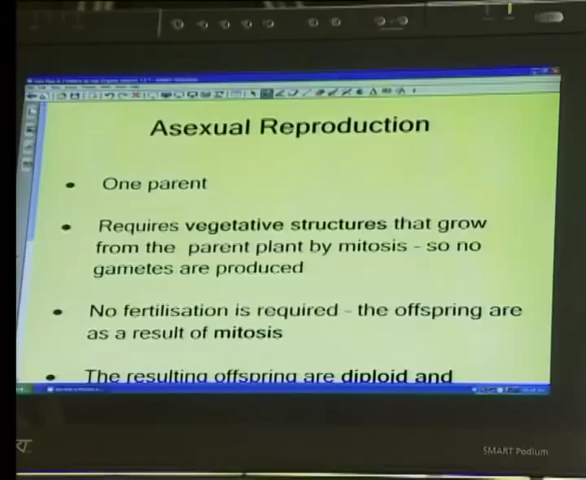 Asexual Reproduction
• One parent
• Requires vegetative structures that grow
from the parent plant by mitosis - so no
gametes are produced
• No fertilisation is required - the offspring are
as a result of mitosis
• The resulting offspring are diploid and
SMART Podium